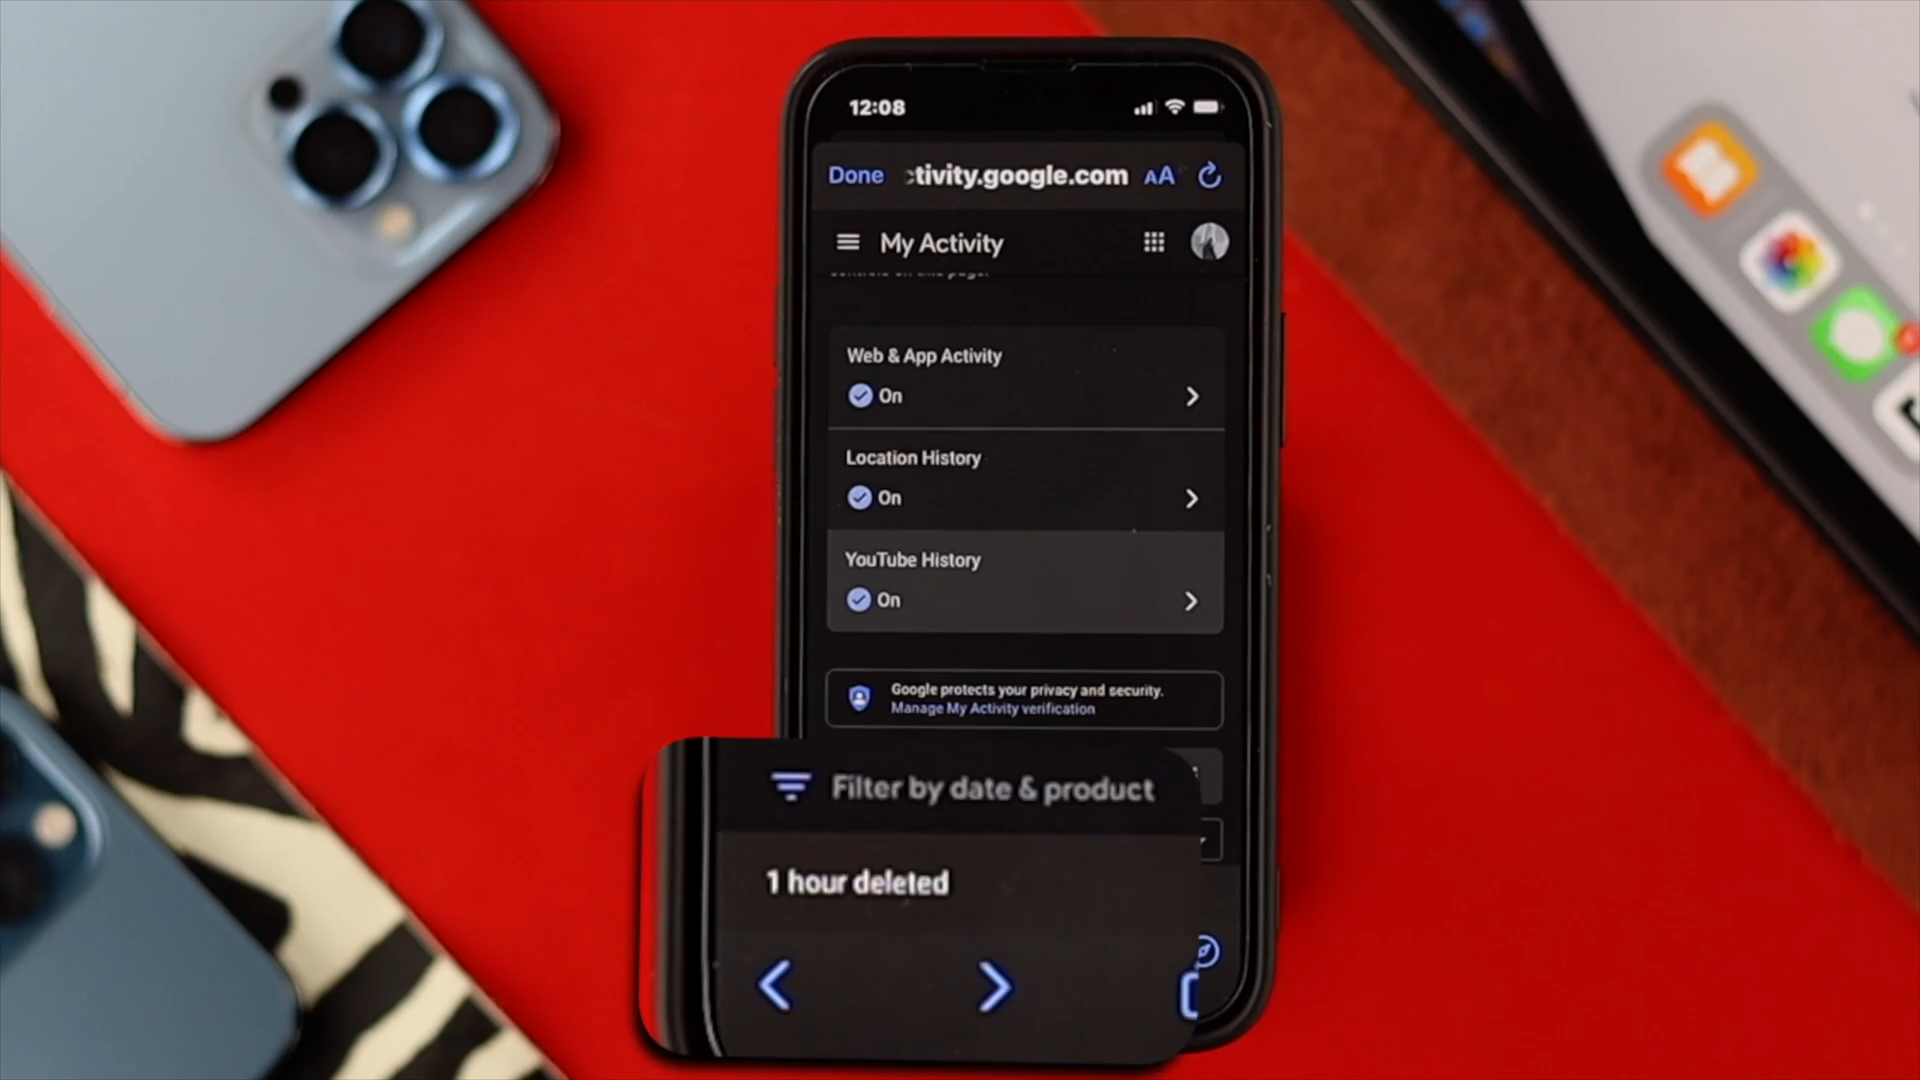 12:08
Done
tivity.google.com
AA
My Activity
Web & App Activity
On
Location History
On
YouTube History
On
Google protects your privacy and security.
Manage My Activity verification
Filter by date & product
1 hour deleted